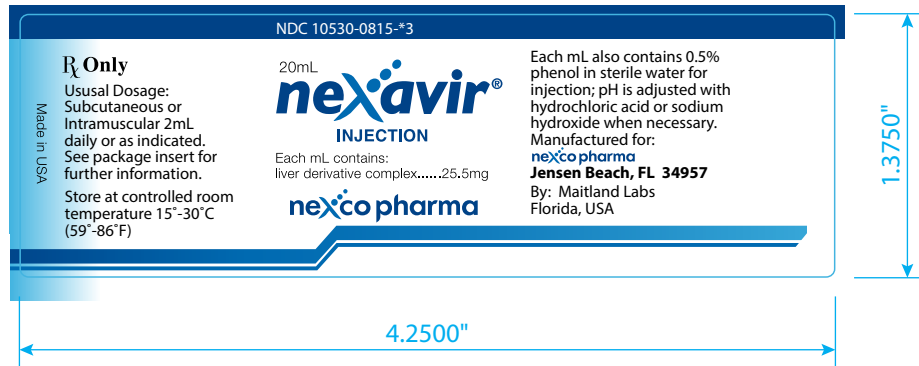 NDC 10530-0815-*3
Made in USA
Rx Only
Ususal Dosage:
Subcutaneous or
Intramuscular 2mL
daily or as indicated.
See package insert for
further information.
Store at controlled room
temperature 15˚-30˚C
(59˚-86˚F)
20mL
nexavir®
INJECTION
Each mL contains:
liver derivative complex......25.5mg
nexco pharma
Each mL also contains 0.5%
phenol in sterile water for
injection; pH is adjusted with
hydrochloric acid or sodium
hydroxide when necessary.
Manufactured for:
nexco pharma
Jensen Beach, FL 34957
By: Maitland Labs
Florida, USA
1.3750"
4.2500"